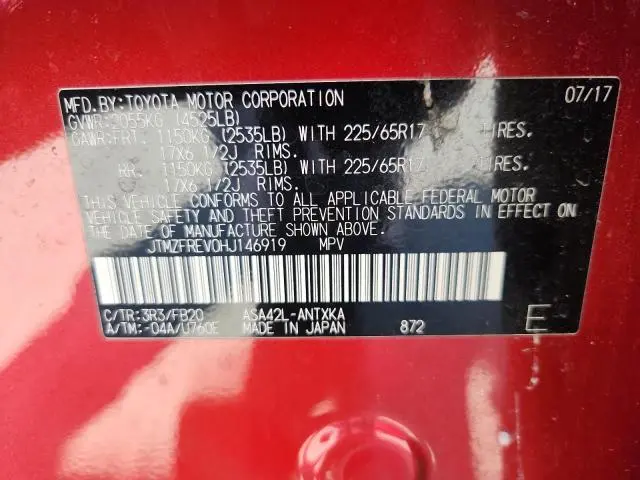 MFD.BY:TOYOTA MOTOR CORPORATION 07/17
GVWR:2055KG (4525LB)
GAWR:FRT. 1150KG (2535LB) WITH 225/65R17 TIRES.
17X6 1/2J RIMS.
RR. 1150KG (2535LB) WITH 225/65R17 TIRES.
17X6 1/2J RIMS.
THIS VEHICLE CONFORMS TO ALL APPLICABLE FEDERAL MOTOR
VEHICLE SAFETY AND THEFT PREVENTION STANDARDS IN EFFECT ON
THE DATE OF MANUFACTURE SHOWN ABOVE.
JTMZFREV0HJ146919 MPV
C/TR:3R3/FB20 ASA42L-ANTXKA
A/TM:-04A/U760E MADE IN JAPAN 872 E